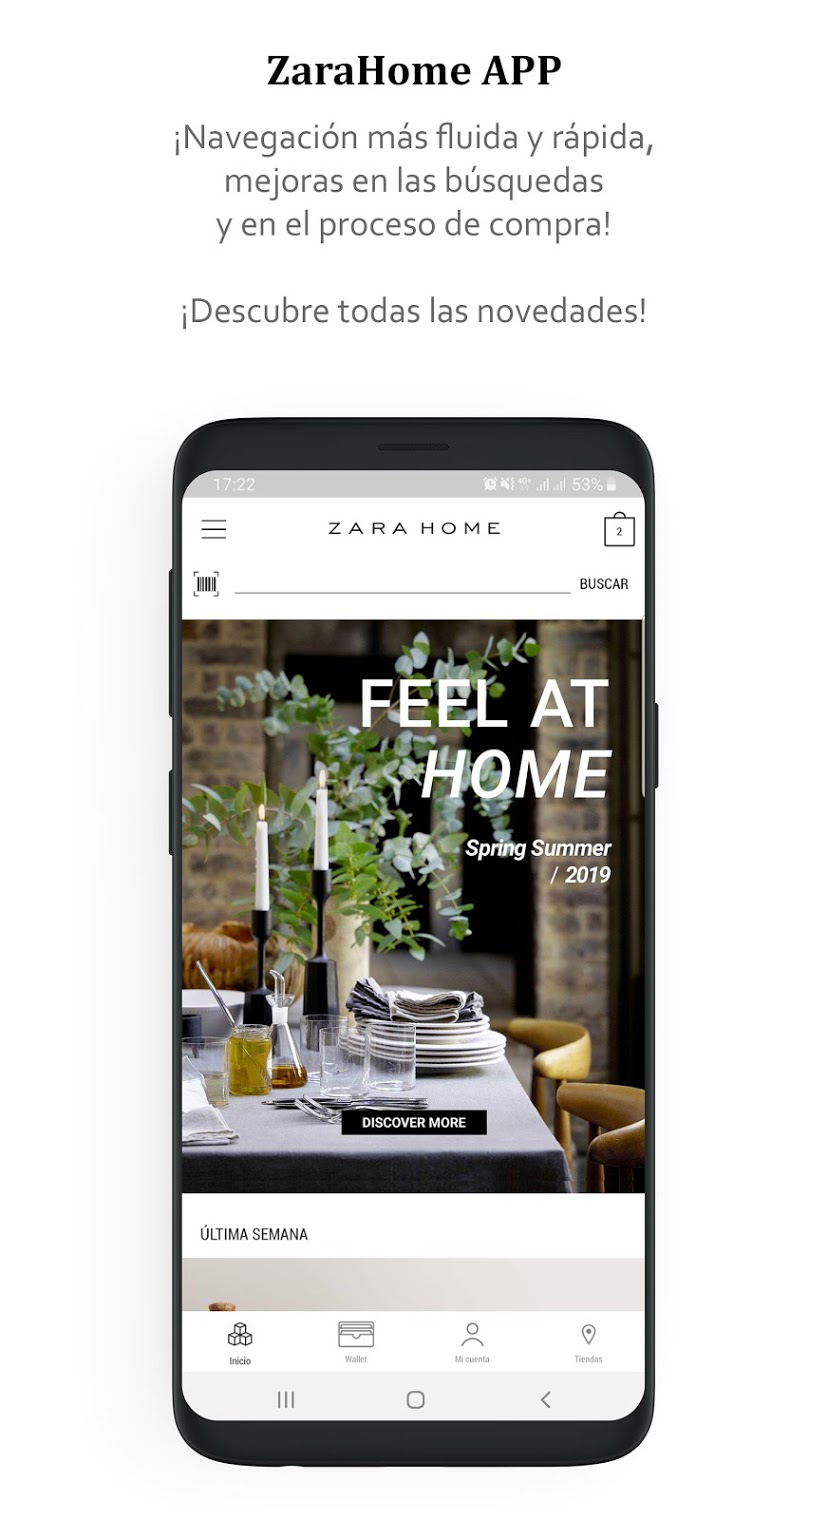 ZaraHome APP
¡Navegación más fluida y rápida,
mejoras en las búsquedas
y en el proceso de compra!
¡Descubre todas las novedades!
17:22
4G+
53%
ZARA HOME
2
BUSCAR
FEEL AT
HOME
Spring Summer
/ 2019
DISCOVER MORE
ÚLTIMA SEMANA
Inicio
Wallet
Mi cuenta
Tiendas